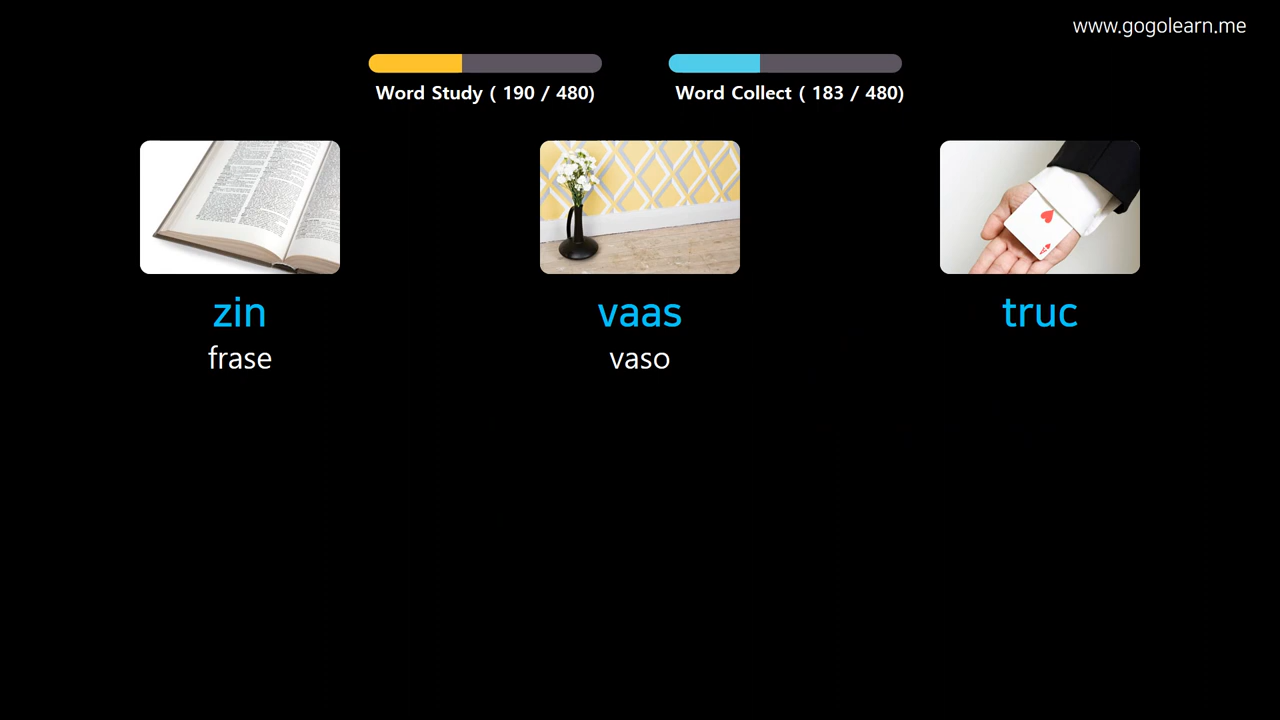 www.gogolearn.me
Word Study ( 190 / 480)
Word Collect ( 183 / 480)
zin
vaas
truc
frase
vaso